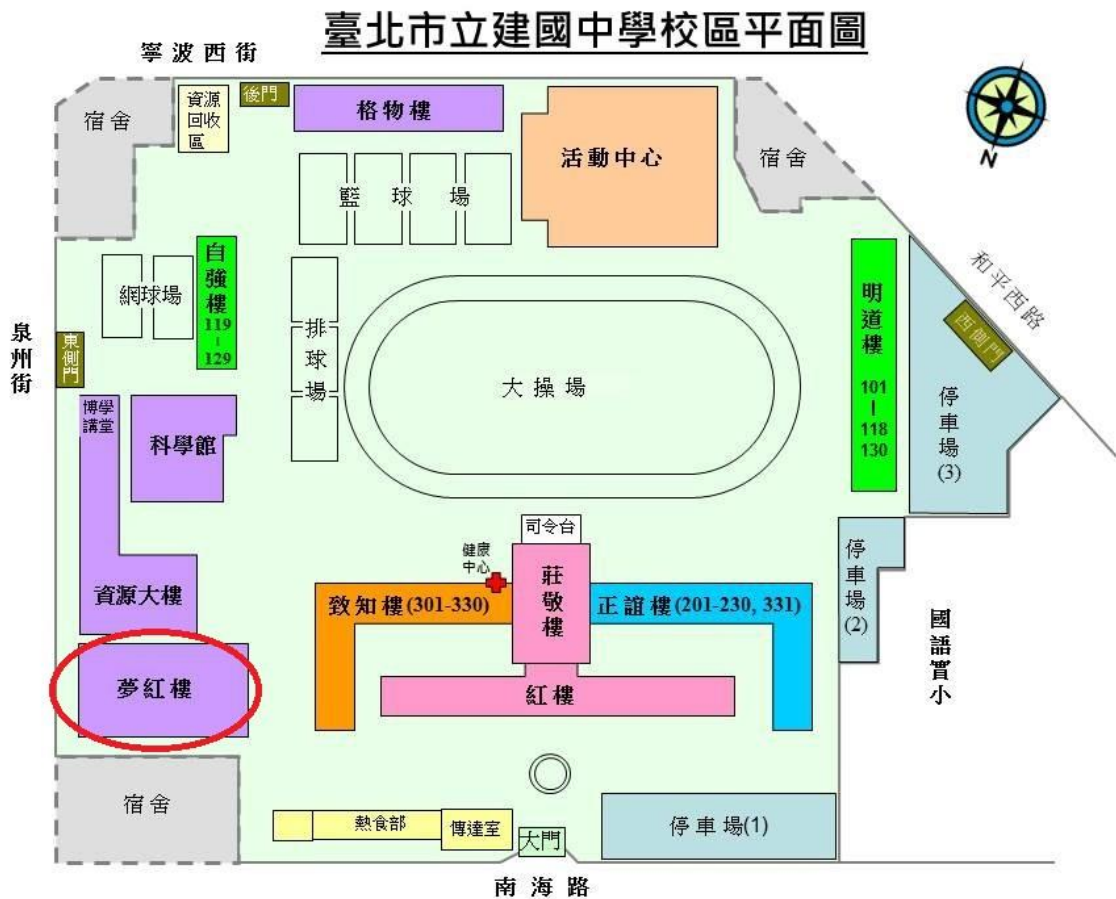 臺北市立建國中學校區平面圖
寧波西街
宿舍
資源
回收
區
後門
格物樓
活動中心
宿舍
N
籃球場
自強樓
119
-
129
網球場
排球場
大操場
明道樓
101
|
118
130
和平西路
西側門
停車場
(3)
泉州街
東側門
博學
講堂
科學館
司令台
健康
中心
莊敬樓
致知樓(301-330)
正誼樓(201-230, 331)
停車場
(2)
國語實小
資源大樓
夢紅樓
紅樓
宿舍
熱食部
傳達室
大門
停車場(1)
南海路